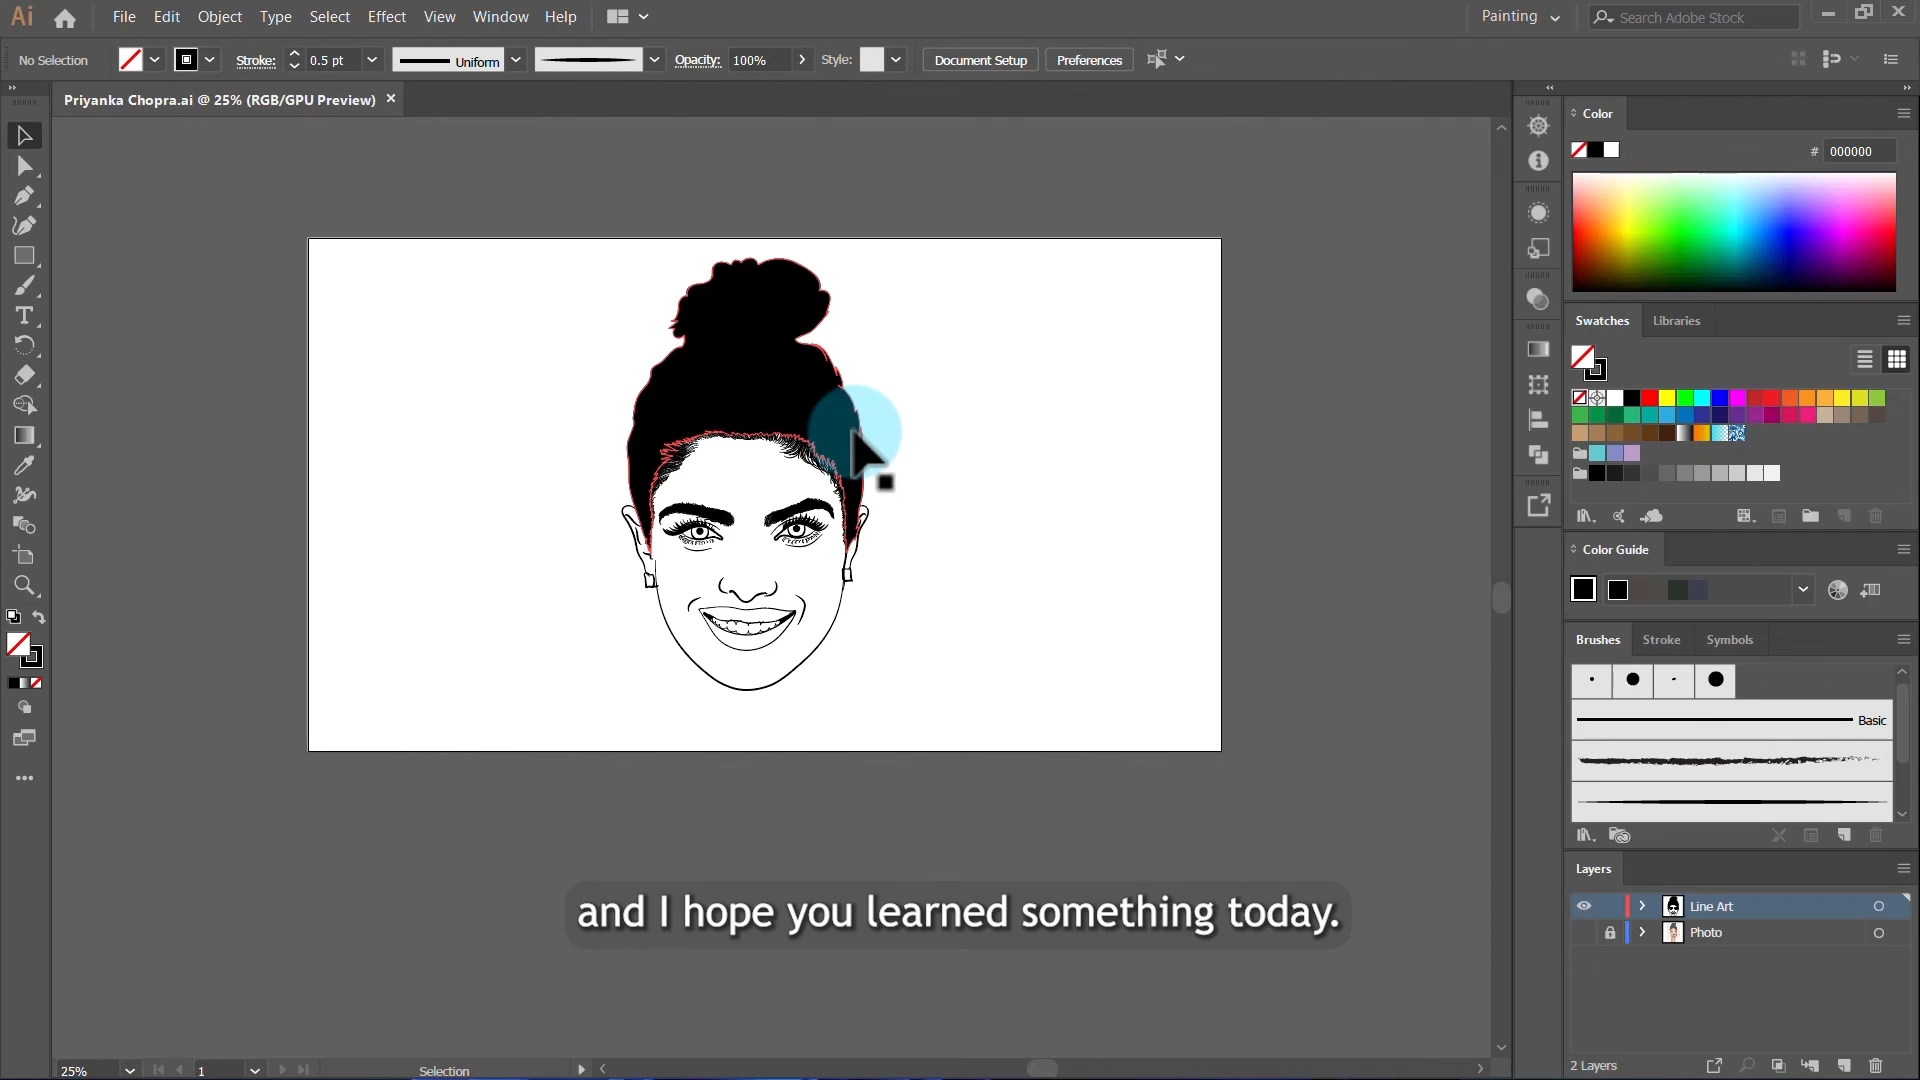 Ai File Edit Object Type Select Effect View Window Help Painting Search Adobe Stock
No Selection Stroke: 0.5 pt Uniform Opacity: 100% Style: Document Setup Preferences
Priyanka Chopra.ai @ 25% (RGB/GPU Preview)
Color
# 000000
Swatches Libraries
Color Guide
Brushes Stroke Symbols
Basic
and I hope you learned something today.
Layers
Line Art
Photo
2 Layers
25% 1 Selection